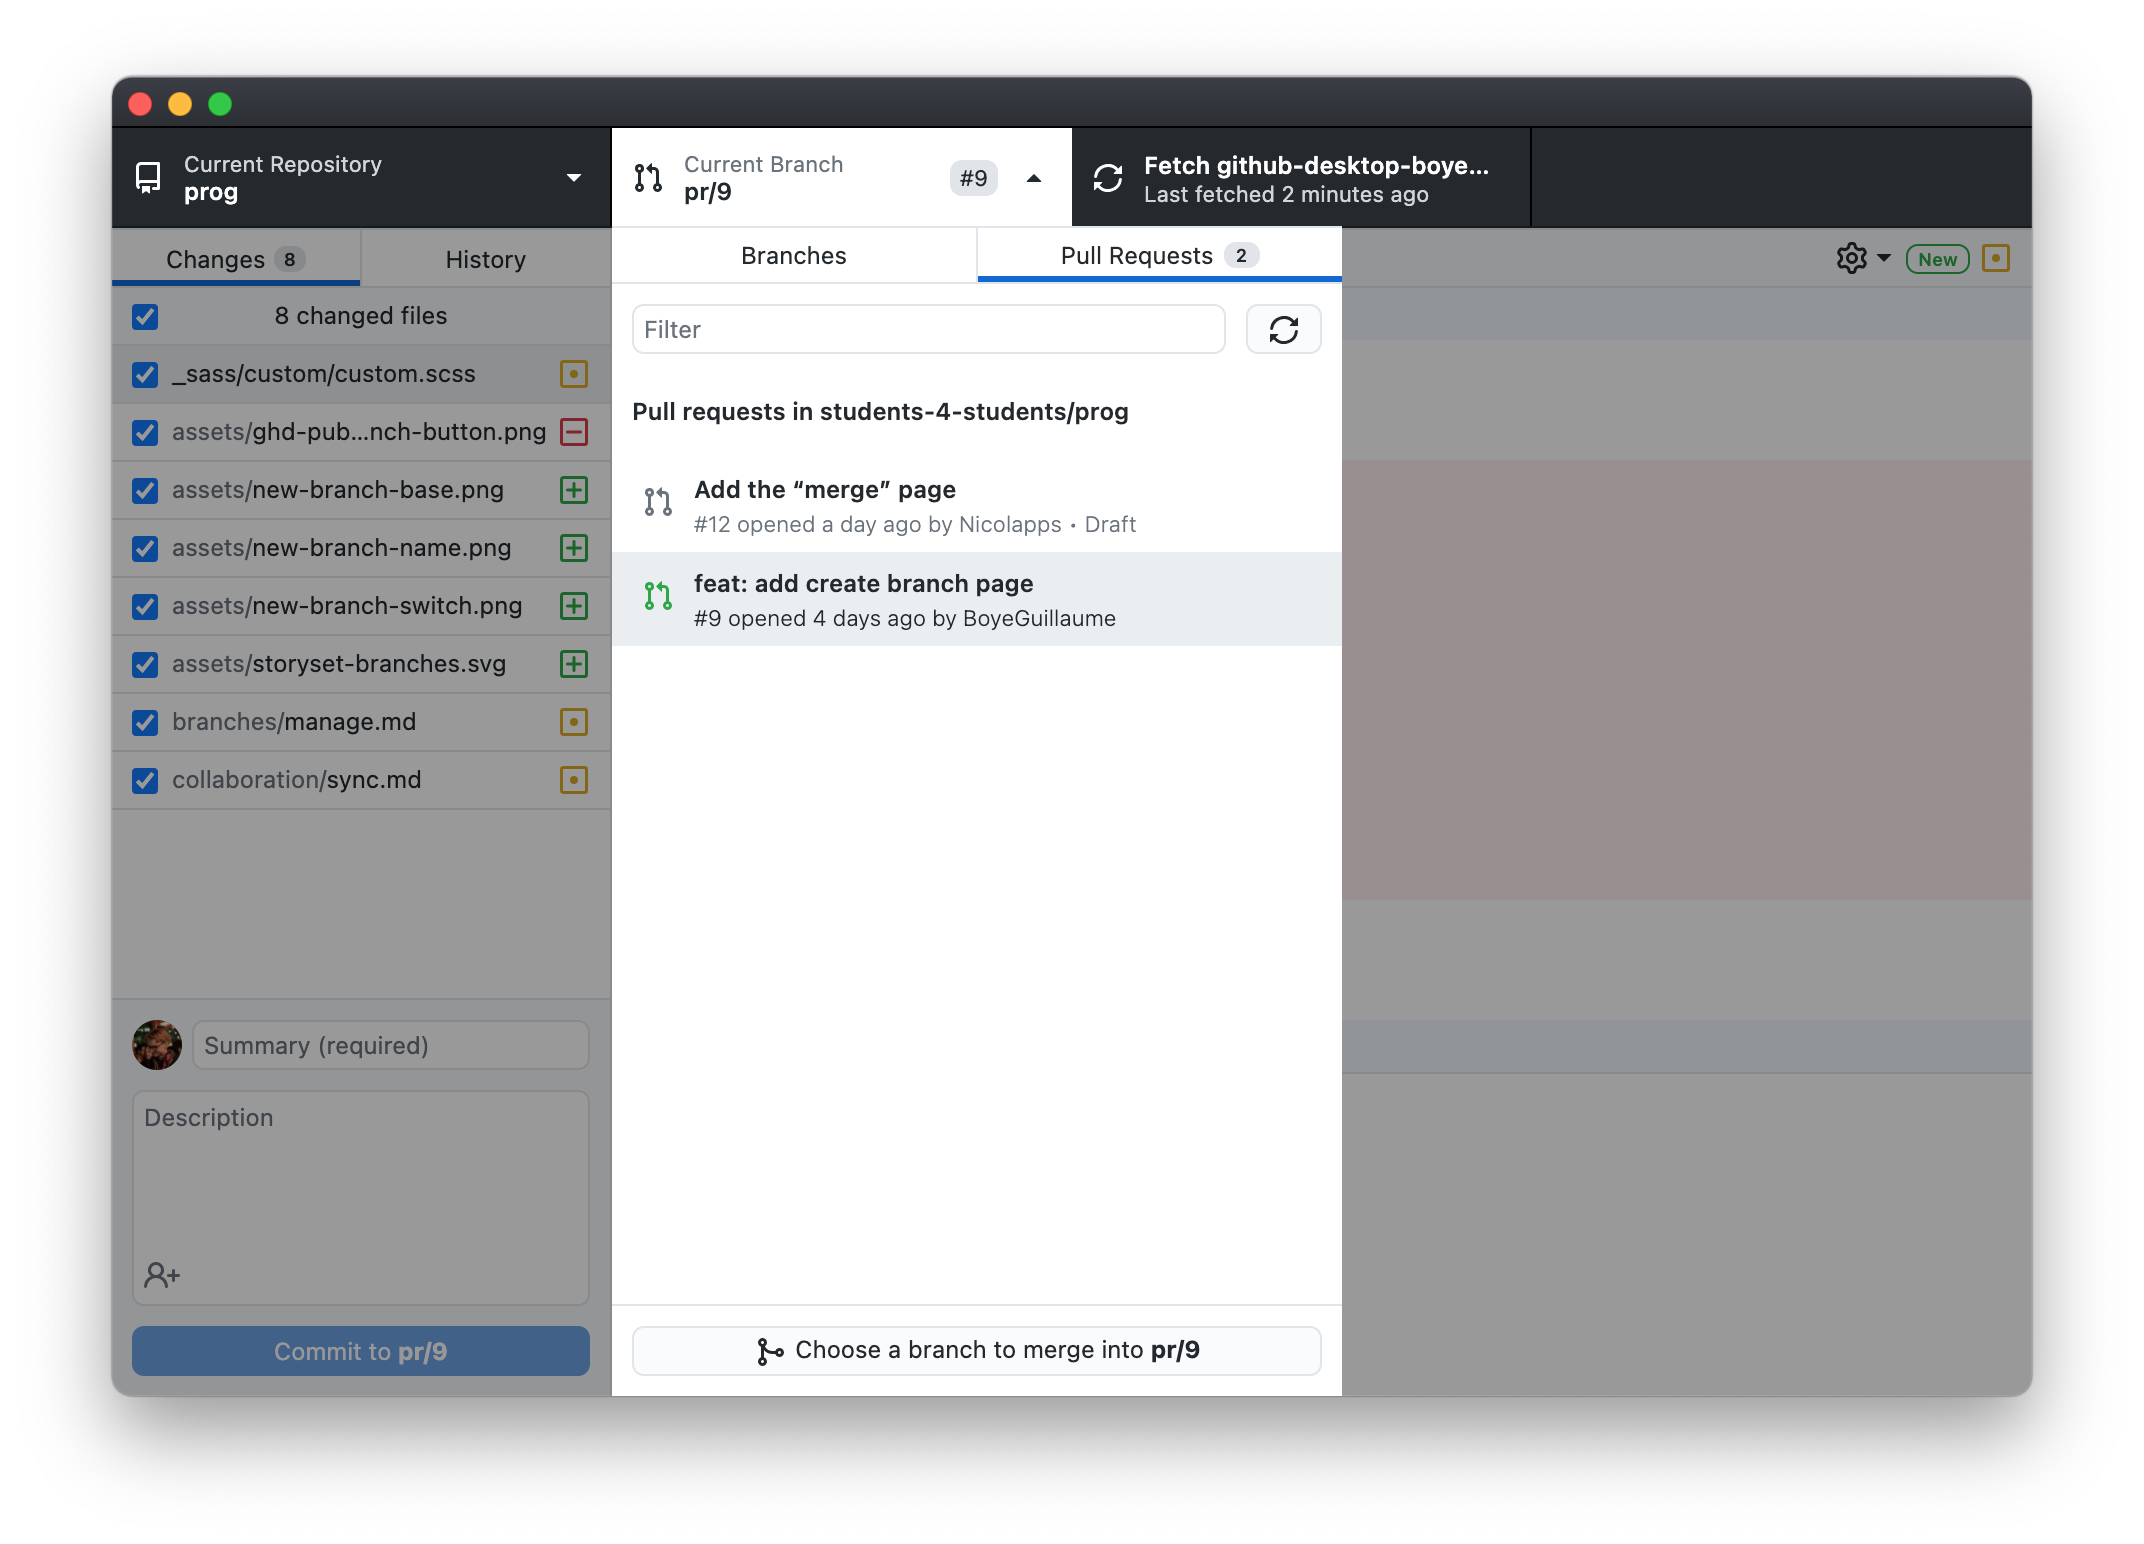 Current Repository
prog
Current Branch
pr/9
#9
Fetch github-desktop-boye...
Last fetched 2 minutes ago
Changes 8
History
8 changed files
_sass/custom/custom.scss
assets/ghd-pub...nch-button.png
assets/new-branch-base.png
assets/new-branch-name.png
assets/new-branch-switch.png
assets/storyset-branches.svg
branches/manage.md
collaboration/sync.md
Summary (required)
Description
Commit to pr/9
Branches
Pull Requests 2
Filter
Pull requests in students-4-students/prog
Add the “merge” page
#12 opened a day ago by Nicolapps • Draft
feat: add create branch page
#9 opened 4 days ago by BoyeGuillaume
Choose a branch to merge into pr/9
New